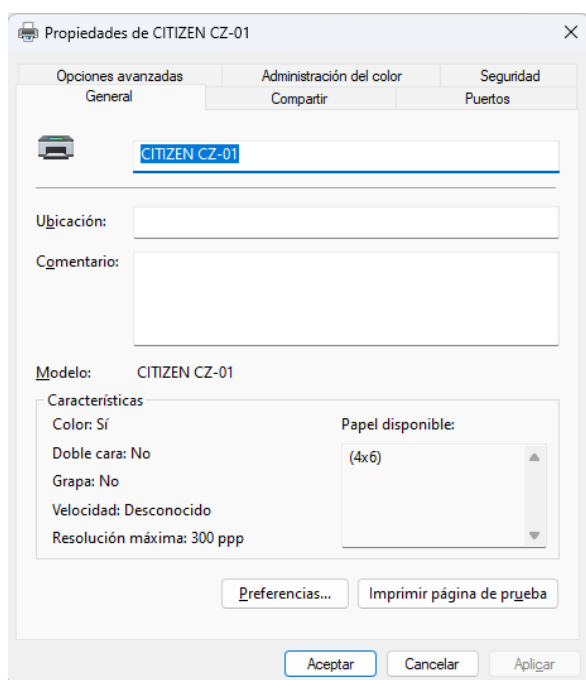 Propiedades de CITIZEN CZ-01
Opciones avanzadas Administración del color Seguridad
General Compartir Puertos
CITIZEN CZ-01
Ubicación:
Comentario:
Modelo: CITIZEN CZ-01
Características
Color: Sí
Doble cara: No
Grapa: No
Velocidad: Desconocido
Resolución máxima: 300 ppp
Papel disponible:
(4x6)
Preferencias... Imprimir página de prueba
Aceptar Cancelar Aplicar